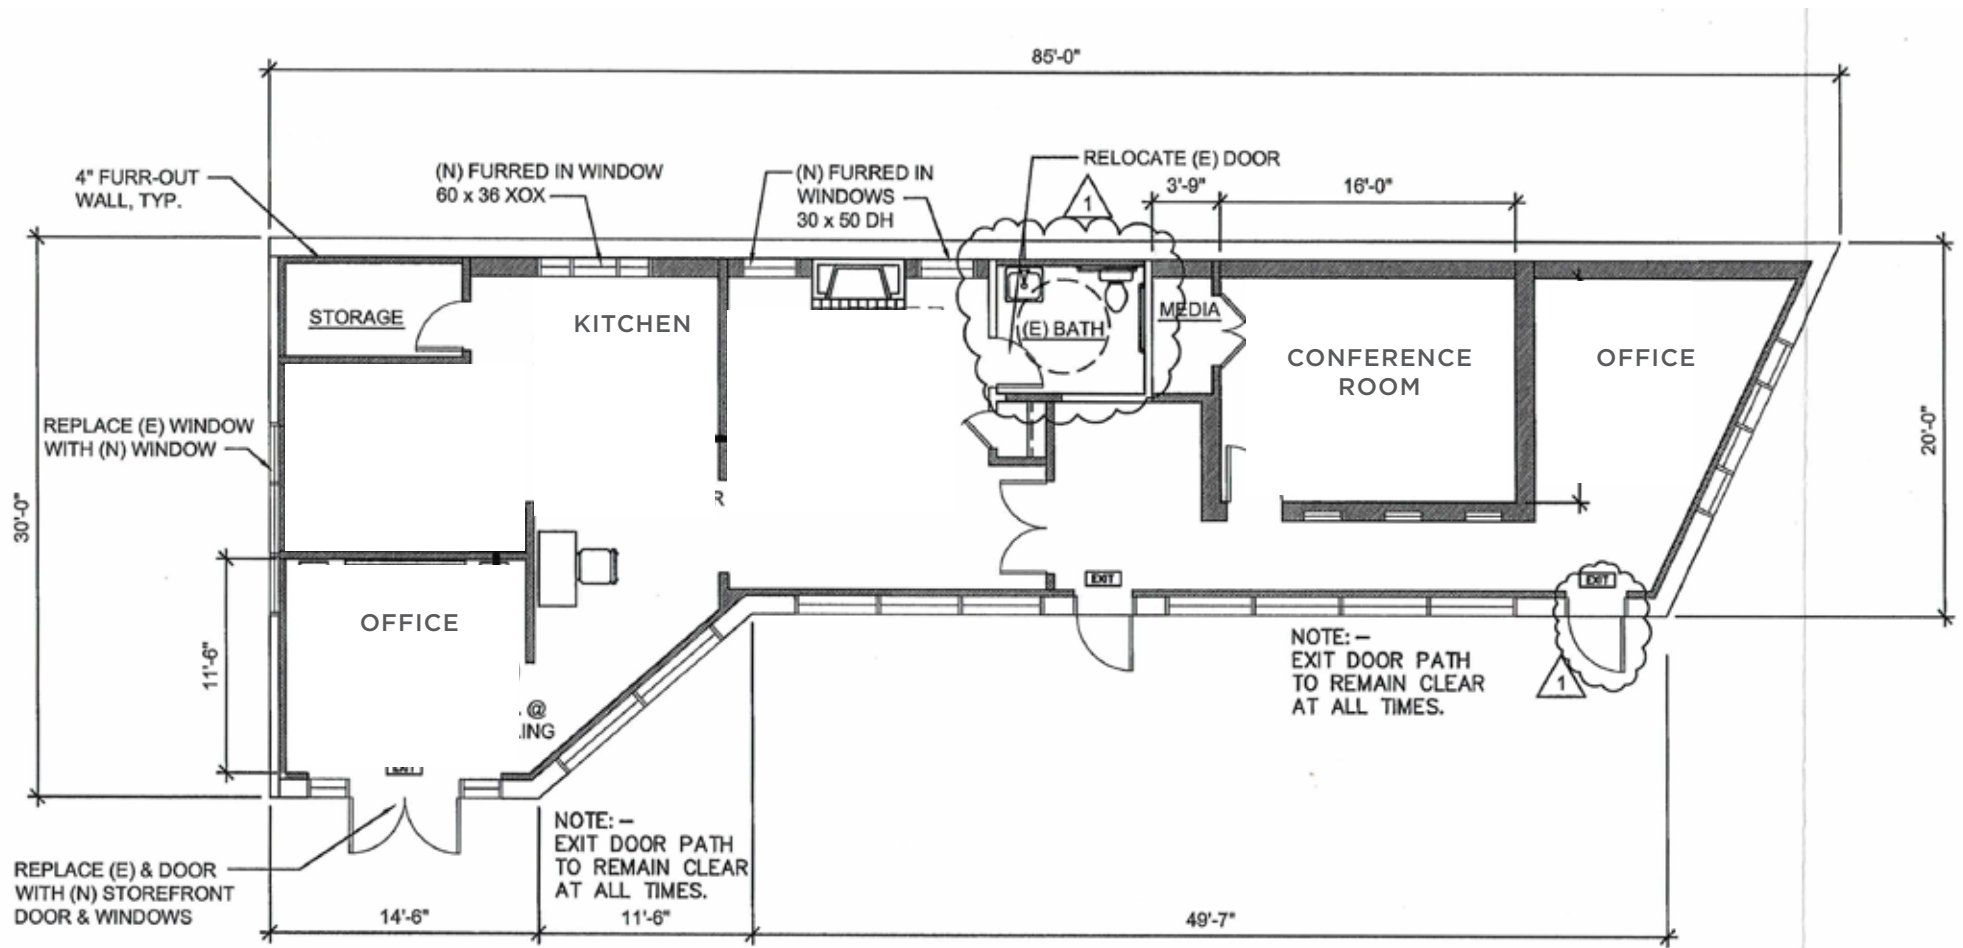 85'-0"
4" FURR-OUT
WALL, TYP.
(N) FURRED IN WINDOW
60 x 36 XOX
(N) FURRED IN
WINDOWS
30 x 50 DH
RELOCATE (E) DOOR
1
3'-9"
16'-0"
STORAGE
KITCHEN
(E) BATH
MEDIA
CONFERENCE
ROOM
OFFICE
REPLACE (E) WINDOW
WITH (N) WINDOW
30'-0"
20'-0"
R
EXIT
EXIT
OFFICE
11'-6"
@
ING
EXIT
NOTE: –
EXIT DOOR PATH
TO REMAIN CLEAR
AT ALL TIMES.
1
NOTE: –
EXIT DOOR PATH
TO REMAIN CLEAR
AT ALL TIMES.
REPLACE (E) & DOOR
WITH (N) STOREFRONT
DOOR & WINDOWS
14'-6"
11'-6"
49'-7"